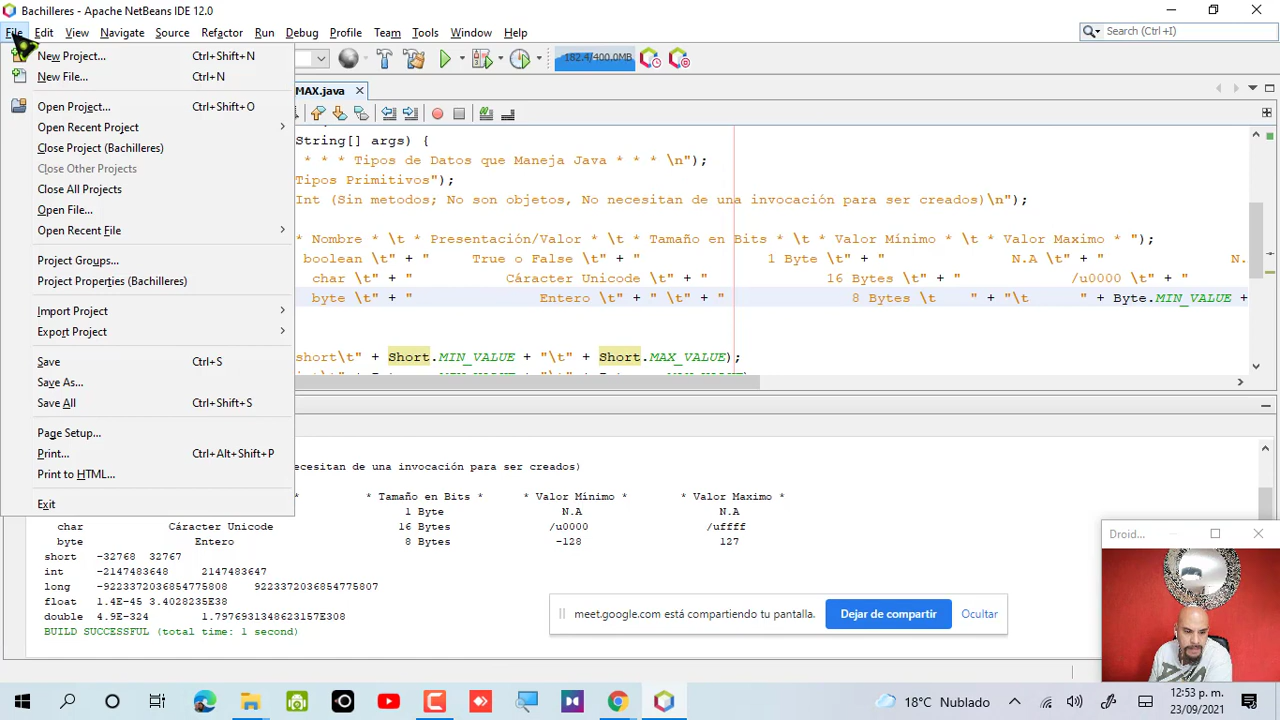 Bachilleres - Apache NetBeans IDE 12.0
File Edit View Navigate Source Refactor Run Debug Profile Team Tools Window Help
Search (Ctrl+I)
New Project... Ctrl+Shift+N
182.4/400.0MB
New File... Ctrl+N
MAX.java
Open Project... Ctrl+Shift+O
Open Recent Project
Close Project (Bachilleres)
Close Other Projects
Close All Projects
Open File...
Open Recent File
Project Groups...
Project Properties (Bachilleres)
Import Project
Export Project
Save Ctrl+S
Save As...
Save All Ctrl+Shift+S
Page Setup...
Print... Ctrl+Alt+Shift+P
Print to HTML...
Exit
String[] args) {
* * * Tipos de Datos que Maneja Java * * * \n");
Tipos Primitivos");
Int (Sin metodos; No son objetos, No necesitan de una invocación para ser creados)\n");
* Nombre * \t * Presentación/Valor * \t * Tamaño en Bits * \t * Valor Mínimo * \t * Valor Maximo * ");
boolean \t" + " True o False \t" + " 1 Byte \t" + " N.A \t" + " N.
char \t" + " Cáracter Unicode \t" + " 16 Bytes \t" + " /u0000 \t" + "
byte \t" + " Entero \t" + " \t" + " 8 Bytes \t " + "\t " + Byte.MIN_VALUE +
short\t" + Short.MIN_VALUE + "\t" + Short.MAX_VALUE);
ecesitan de una invocación para ser creados)
* * Tamaño en Bits * * Valor Mínimo * * Valor Maximo *
1 Byte N.A N.A
char Cáracter Unicode 16 Bytes /u0000 /uffff
byte Entero 8 Bytes -128 127
short -32768 32767
int -2147483648 2147483647
long -9223372036854775808 9223372036854775807
float 1.4E-45 3.4028235E38
double 4.9E-324 1.7976931348623157E308
BUILD SUCCESSFUL (total time: 1 second)
meet.google.com está compartiendo tu pantalla. Dejar de compartir Ocultar
Droid...
18°C Nublado
12:53 p. m.
23/09/2021